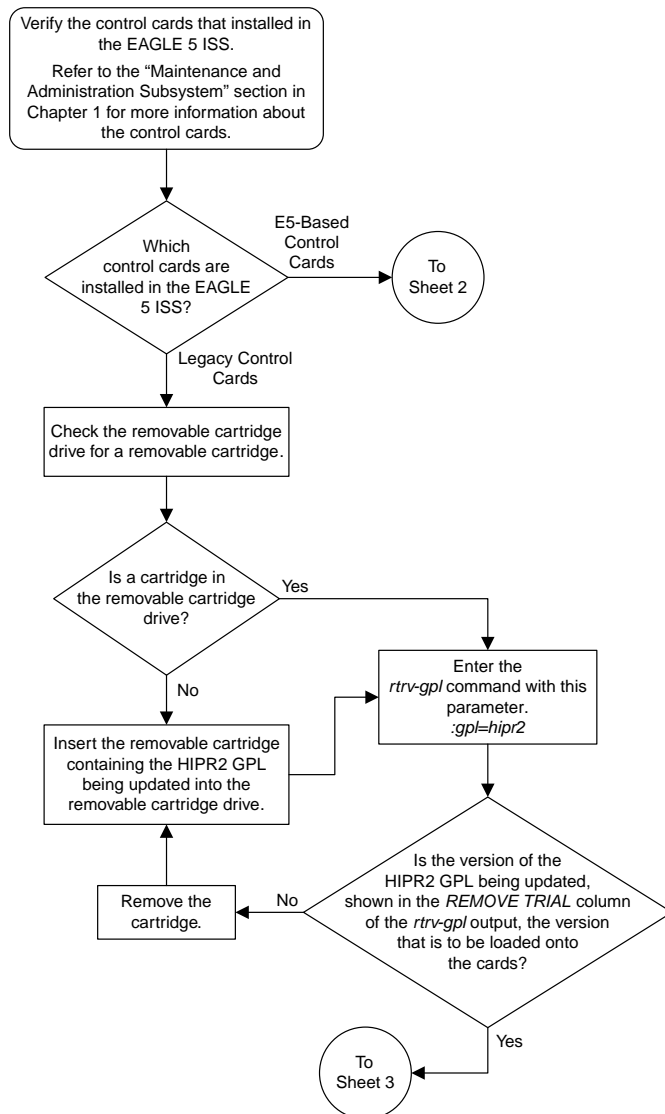 Verify the control cards that installed in
the EAGLE 5 ISS.
Refer to the “Maintenance and
Administration Subsystem” section in
Chapter 1 for more information about
the control cards.
Which
control cards are
installed in the EAGLE
5 ISS?
E5-Based
Control
Cards
To
Sheet 2
Legacy Control
Cards
Check the removable cartridge
drive for a removable cartridge.
Is a cartridge in
the removable cartridge
drive?
Yes
No
Enter the
rtrv-gpl command with this
parameter.
:gpl=hipr2
Insert the removable cartridge
containing the HIPR2 GPL
being updated into the
removable cartridge drive.
Is the version of the
HIPR2 GPL being updated,
shown in the REMOVE TRIAL column
of the rtrv-gpl output, the version
that is to be loaded onto
the cards?
No
Remove the
cartridge.
Yes
To
Sheet 3